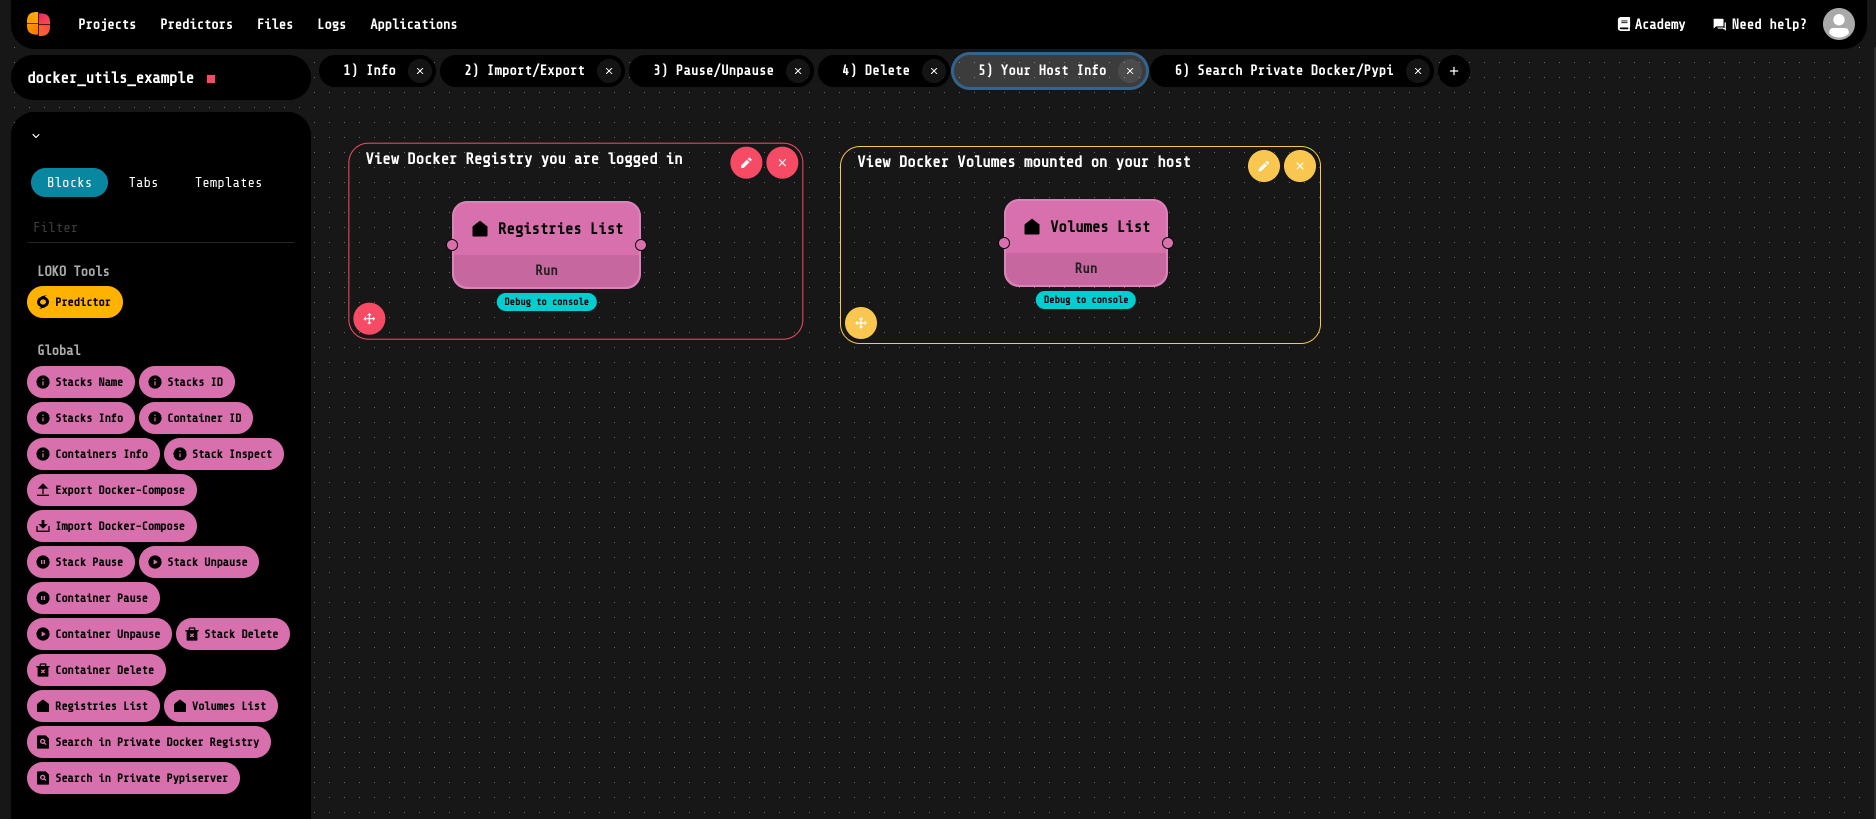 Projects Predictors Files Logs Applications Academy Need help?
docker_utils_example
1) Info 2) Import/Export 3) Pause/Unpause 4) Delete 5) Your Host Info 6) Search Private Docker/Pypi
Blocks Tabs Templates
Filter
LOKO Tools
Predictor
Global
Stacks Name Stacks ID
Stacks Info Container ID
Containers Info Stack Inspect
Export Docker-Compose
Import Docker-Compose
Stack Pause Stack Unpause
Container Pause
Container Unpause Stack Delete
Container Delete
Registries List Volumes List
Search in Private Docker Registry
Search in Private Pypiserver
View Docker Registry you are logged in
Registries List
Run
Debug to console
View Docker Volumes mounted on your host
Volumes List
Run
Debug to console